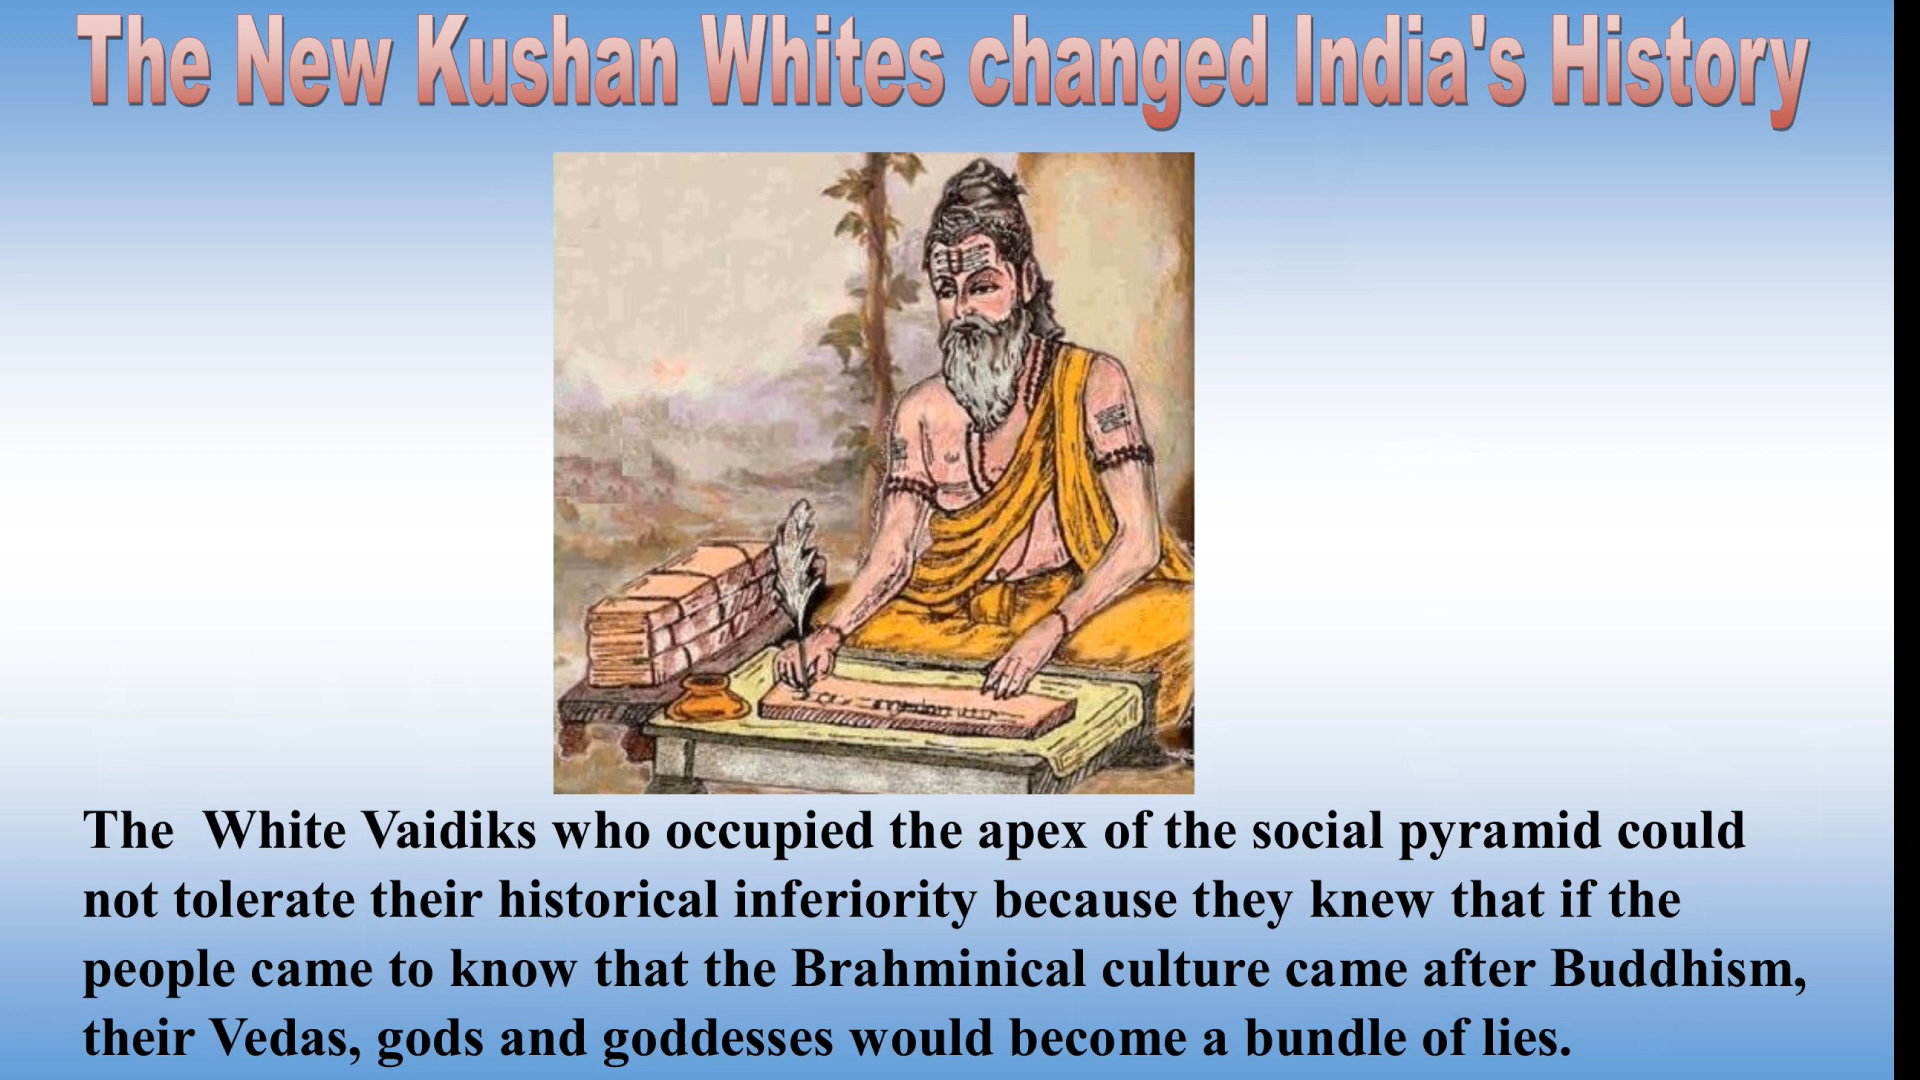 The New Kushan Whites changed India's History
The White Vaidiks who occupied the apex of the social pyramid could
not tolerate their historical inferiority because they knew that if the
people came to know that the Brahminical culture came after Buddhism,
their Vedas, gods and goddesses would become a bundle of lies.